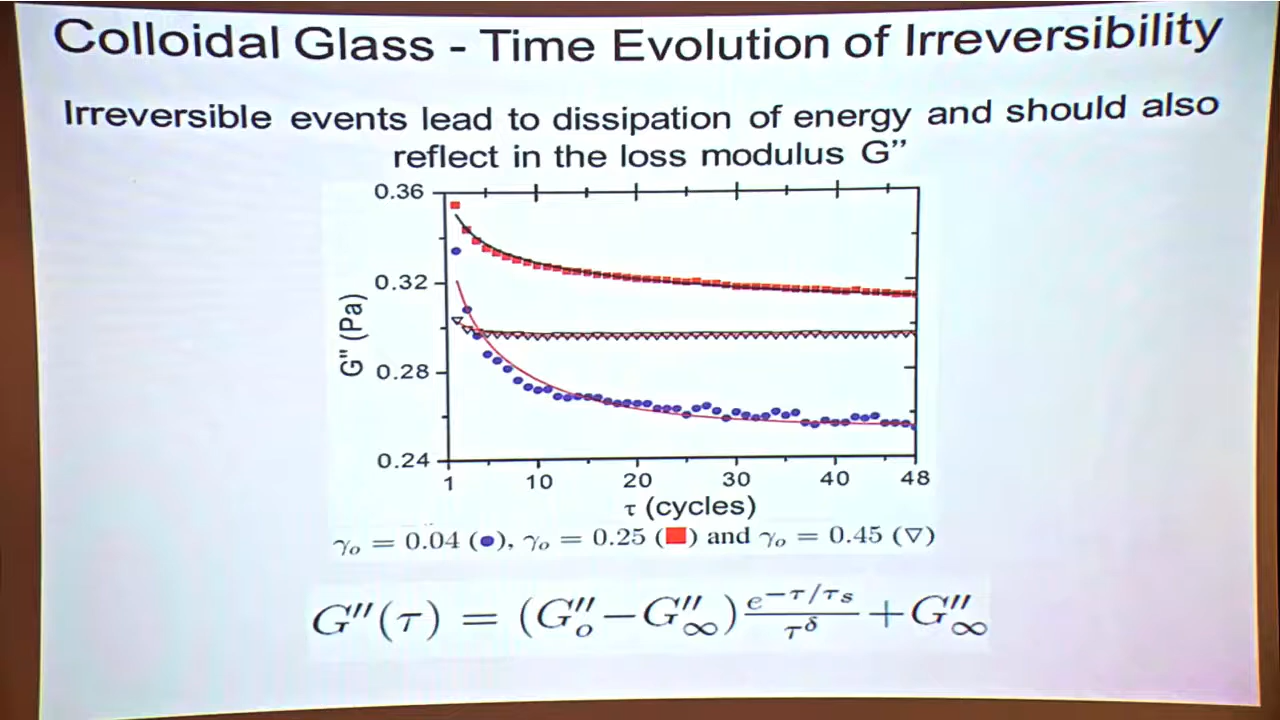 Colloidal Glass - Time Evolution of Irreversibility
Irreversible events lead to dissipation of energy and should also
reflect in the loss modulus G”
0.36
0.32
0.28
0.24
G" (Pa)
1 10 20 30 40 48
τ (cycles)
γₒ = 0.04 (●), γₒ = 0.25 (■) and γₒ = 0.45 (▽)
G″(τ) = (G″ₒ−G″∞) e^{−τ/τₛ}/τ^δ + G″∞